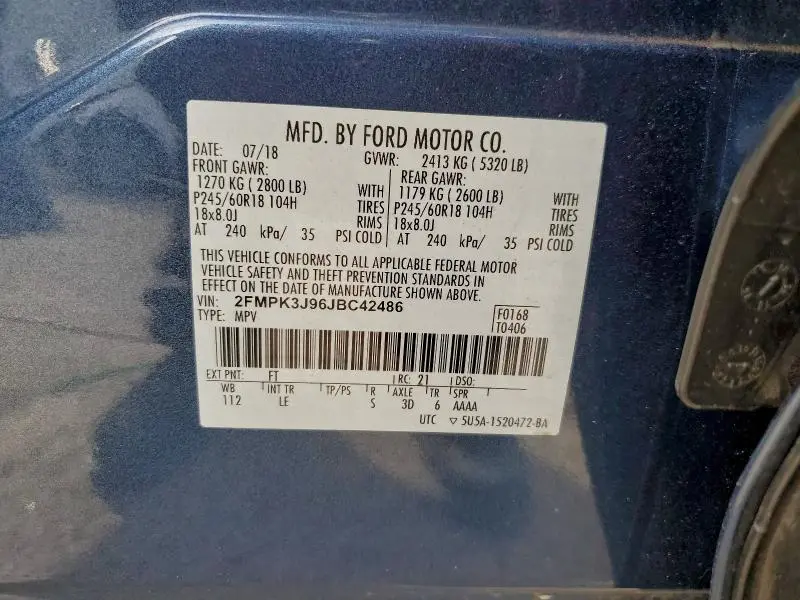 MFD. BY FORD MOTOR CO.
DATE: 07/18 GVWR: 2413 KG ( 5320 LB)
FRONT GAWR: REAR GAWR:
1270 KG ( 2800 LB) WITH 1179 KG ( 2600 LB) WITH
P245/60R18 104H TIRES P245/60R18 104H TIRES
18x8.0J RIMS 18x8.0J RIMS
AT 240 kPa/ 35 PSI COLD AT 240 kPa/ 35 PSI COLD
THIS VEHICLE CONFORMS TO ALL APPLICABLE FEDERAL MOTOR
VEHICLE SAFETY AND THEFT PREVENTION STANDARDS IN
EFFECT ON THE DATE OF MANUFACTURE SHOWN ABOVE.
VIN: 2FMPK3J96JBC42486
TYPE: MPV
F0168
T0406
EXT PNT: FT RC: 21 DSO:
WB INT TR TP/PS R AXLE TR SPR
112 LE S 3D 6 AAAA
UTC ▽ 5U5A-1520472-BA